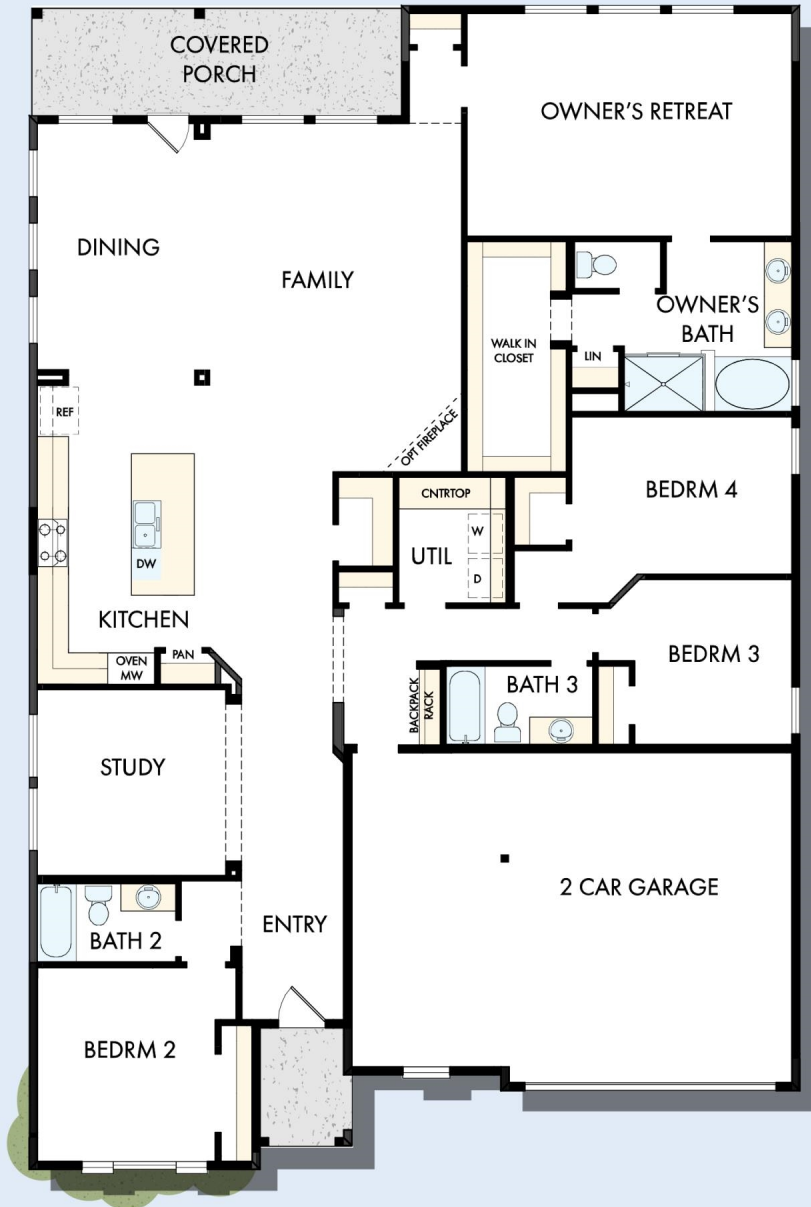 COVERED
PORCH
OWNER'S RETREAT
DINING
FAMILY
OWNER'S
BATH
WALK IN
CLOSET
LIN
REF
OPT FIREPLACE
CNTRTOP
BEDRM 4
W
UTIL
DW
D
KITCHEN
OVEN
MW
PAN
BEDRM 3
BATH 3
BACKPACK
RACK
STUDY
2 CAR GARAGE
ENTRY
BATH 2
BEDRM 2